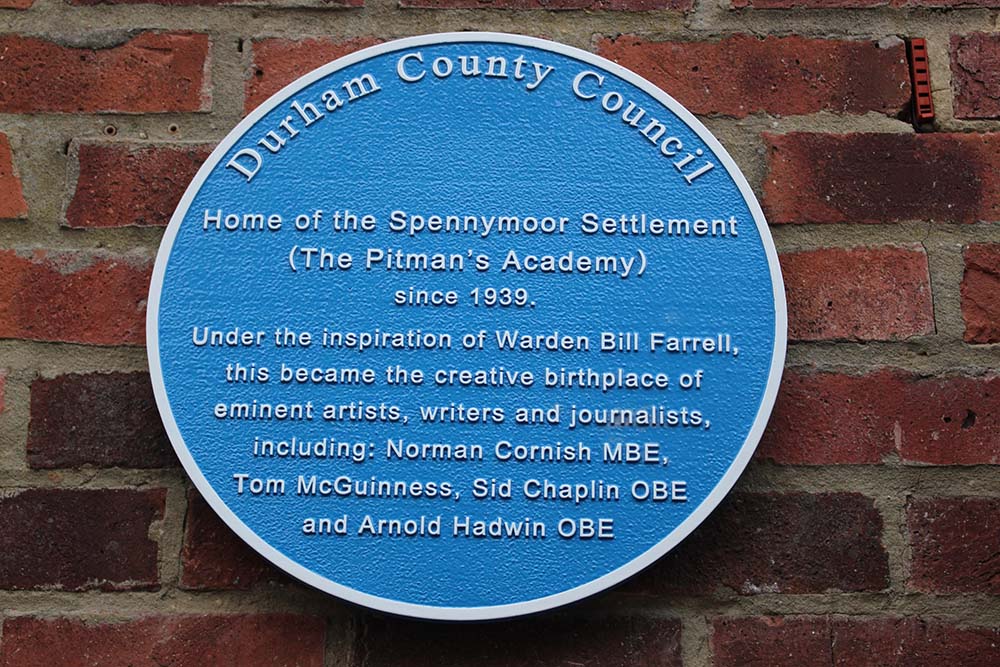 Durham County Council
Home of the Spennymoor Settlement
(The Pitman's Academy)
since 1939.
Under the inspiration of Warden Bill Farrell,
this became the creative birthplace of
eminent artists, writers and journalists,
including: Norman Cornish MBE,
Tom McGuinness, Sid Chaplin OBE
and Arnold Hadwin OBE